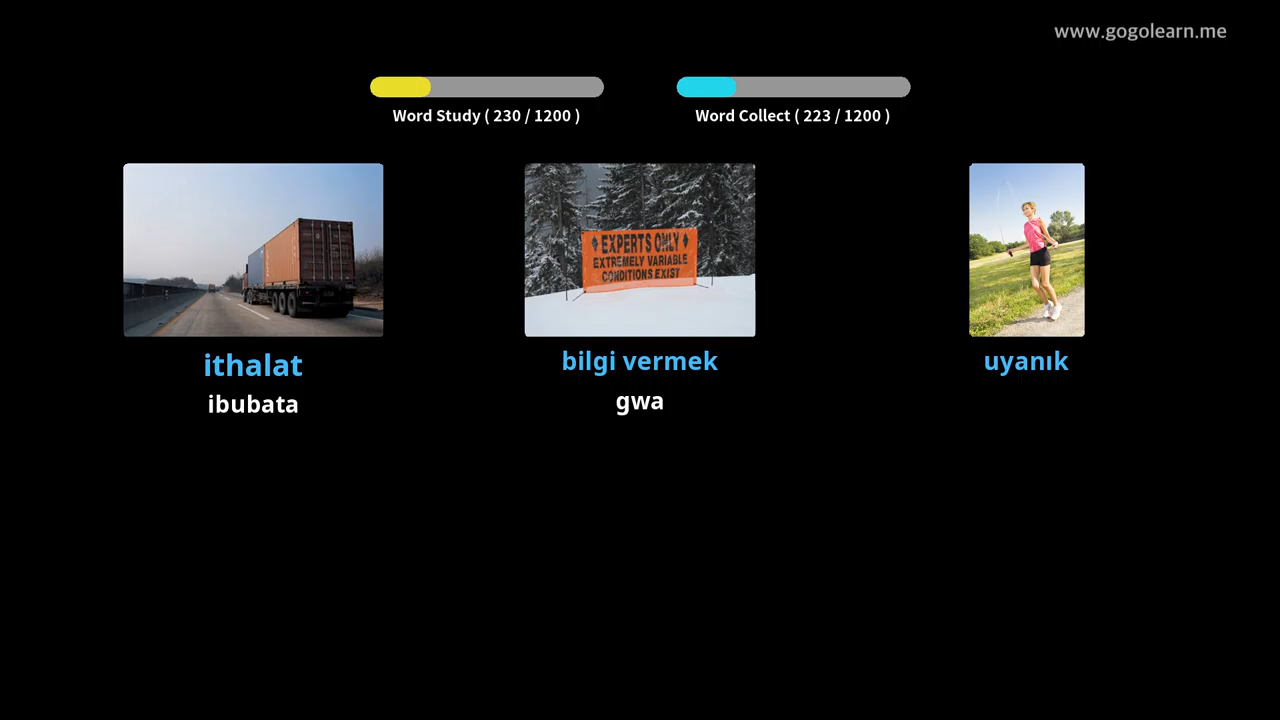 www.gogolearn.me
Word Study ( 230 / 1200 )
Word Collect ( 223 / 1200 )
EXPERTS ONLY
EXTREMELY VARIABLE
CONDITIONS EXIST
ithalat
bilgi vermek
uyanık
ibubata
gwa